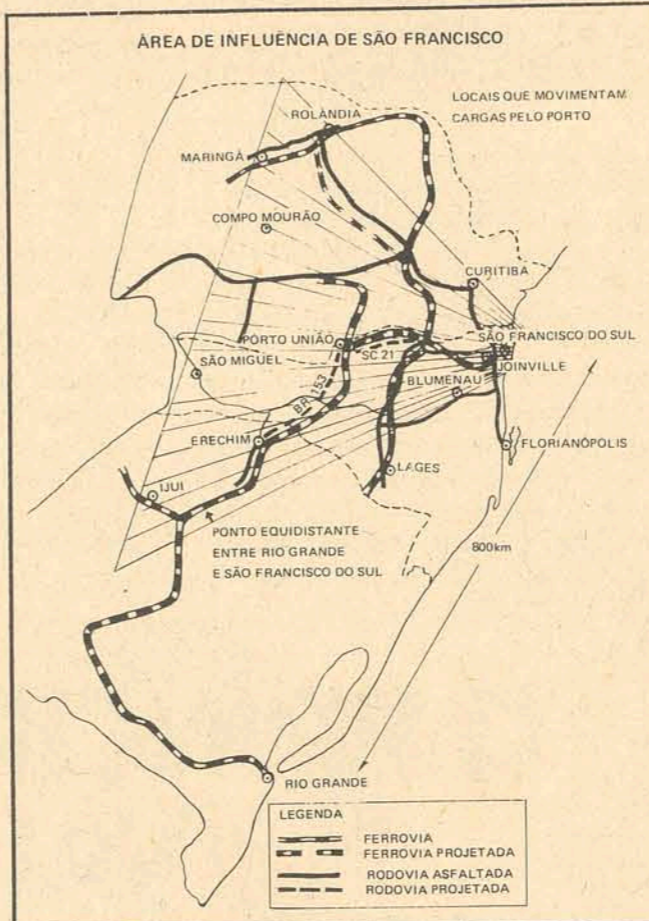 ÁREA DE INFLUÊNCIA DE SÃO FRANCISCO
LOCAIS QUE MOVIMENTAM
CARGAS PELO PORTO
ROLÂNDIA
MARINGÁ
COMPO MOURÃO
CURITIBA
SÃO FRANCISCO DO SUL
PORTO UNIÃO
SC 21
JOINVILLE
SÃO MIGUEL
BLUMENAU
BR 153
ERECHIM
FLORIANÓPOLIS
LAGES
IJUI
PONTO EQUIDISTANTE
ENTRE RIO GRANDE
E SÃO FRANCISCO DO SUL
800km
RIO GRANDE
LEGENDA
FERROVIA
FERROVIA PROJETADA
RODOVIA ASFALTADA
RODOVIA PROJETADA